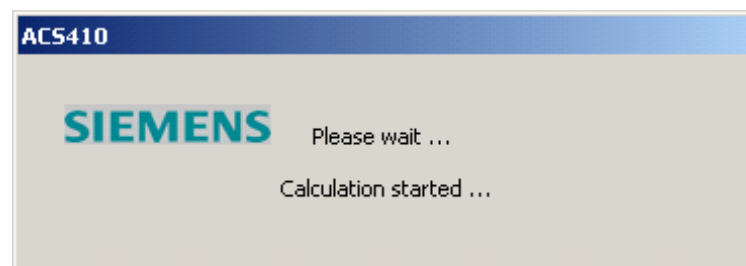 ACS410
SIEMENS
Please wait ...
Calculation started ...